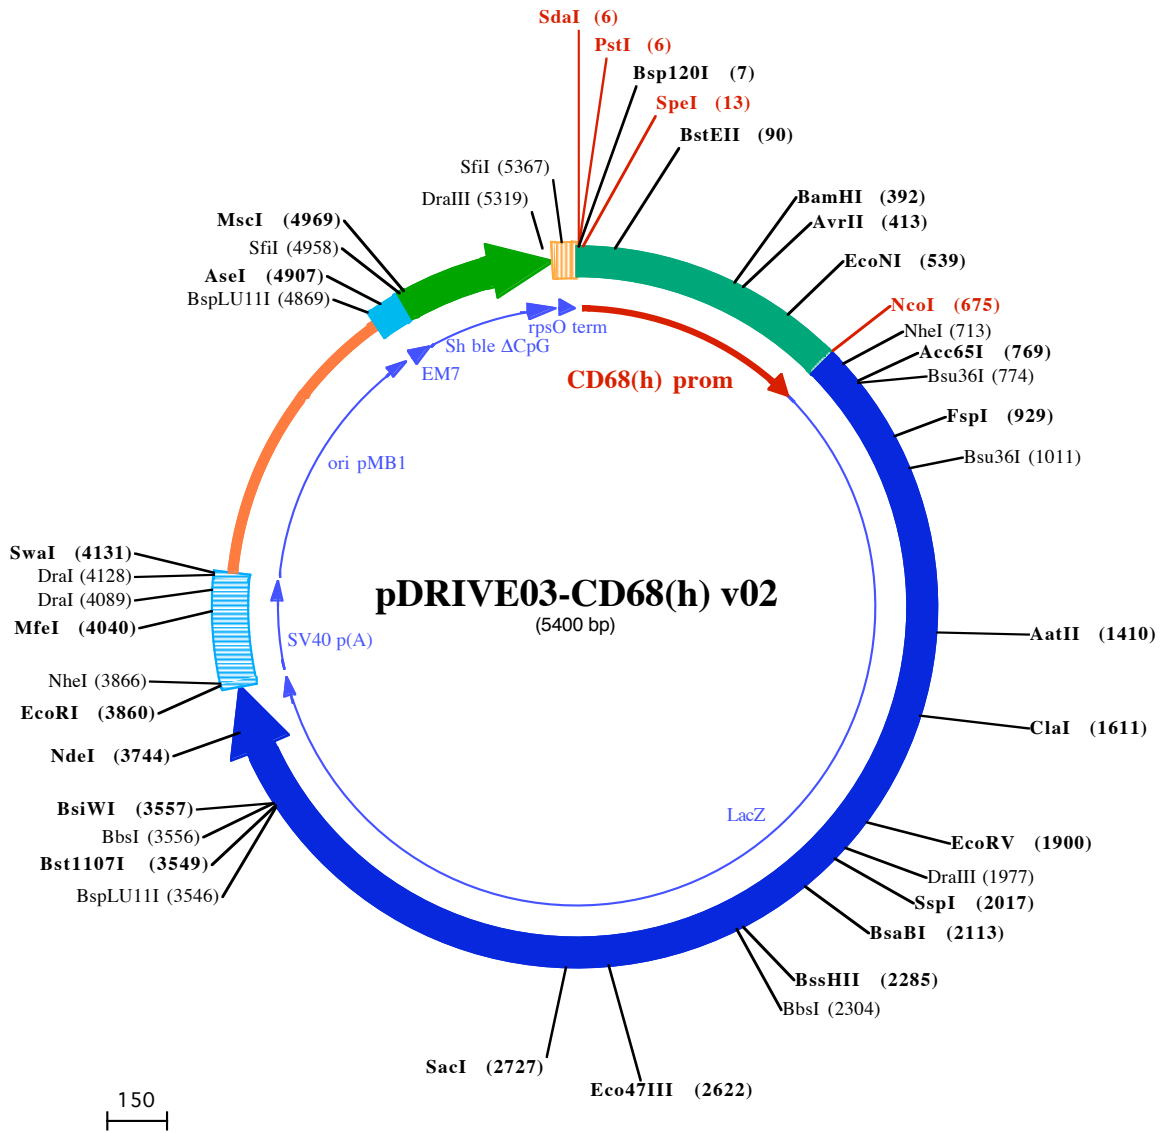 SdaI (6)
PstI (6)
Bsp120I (7)
SpeI (13)
BstEII (90)
SfiI (5367)
DraIII (5319)
BamHI (392)
AvrII (413)
EcoNI (539)
NcoI (675)
NheI (713)
Acc65I (769)
Bsu36I (774)
FspI (929)
Bsu36I (1011)
AatII (1410)
ClaI (1611)
EcoRV (1900)
DraIII (1977)
SspI (2017)
BsaBI (2113)
BssHII (2285)
BbsI (2304)
Eco47III (2622)
SacI (2727)
BspLU11I (3546)
Bst1107I (3549)
BbsI (3556)
BsiWI (3557)
NdeI (3744)
EcoRI (3860)
NheI (3866)
MfeI (4040)
DraI (4089)
DraI (4128)
SwaI (4131)
BspLU11I (4869)
AseI (4907)
SfiI (4958)
MscI (4969)
rpsO term
Sh ble ΔCpG
EM7
CD68(h) prom
ori pMB1
SV40 p(A)
LacZ
pDRIVE03-CD68(h) v02
(5400 bp)
150